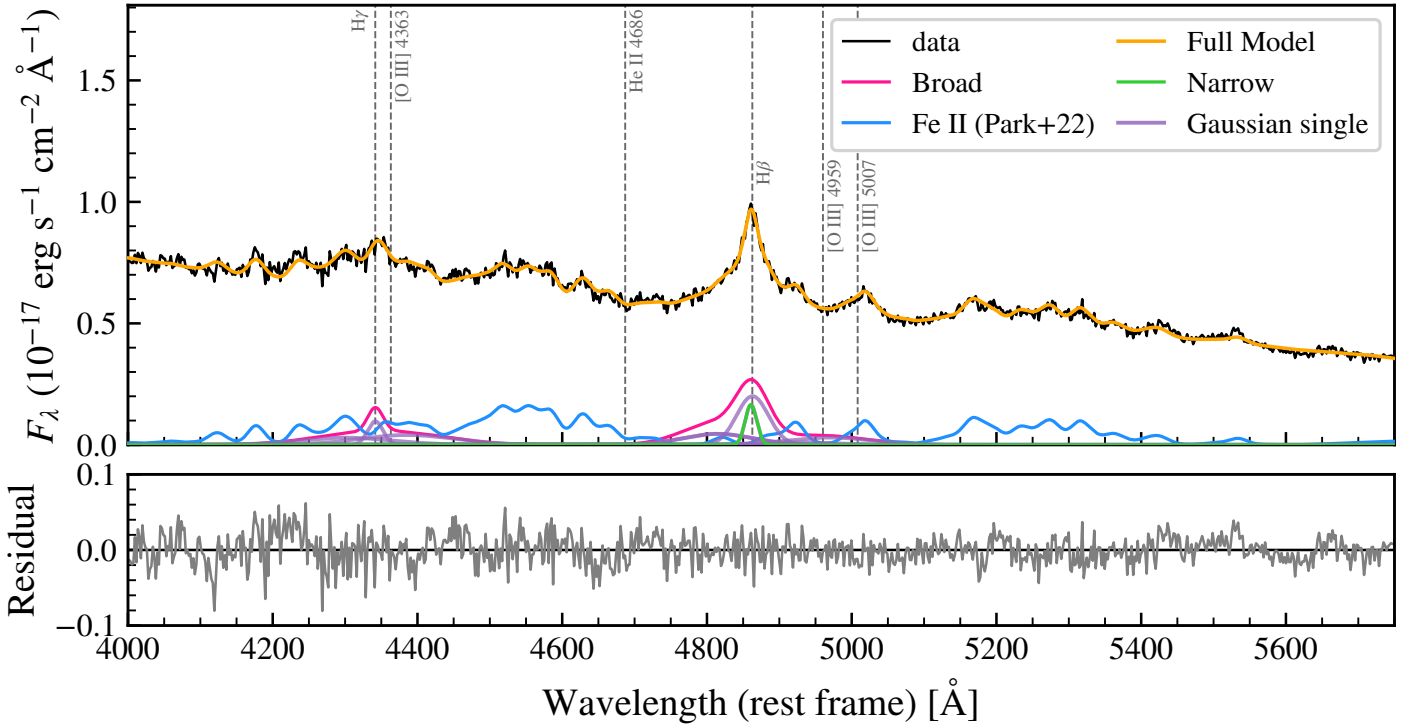 Hγ
[O III] 4363
He II 4686
Hβ
[O III] 4959
[O III] 5007
data
Broad
Fe II (Park+22)
Full Model
Narrow
Gaussian single
Fλ (10−17 erg s−1 cm−2 Å−1)
1.5
1.0
0.5
0.0
Residual
0.1
0.0
−0.1
4000 4200 4400 4600 4800 5000 5200 5400 5600
Wavelength (rest frame) [Å]